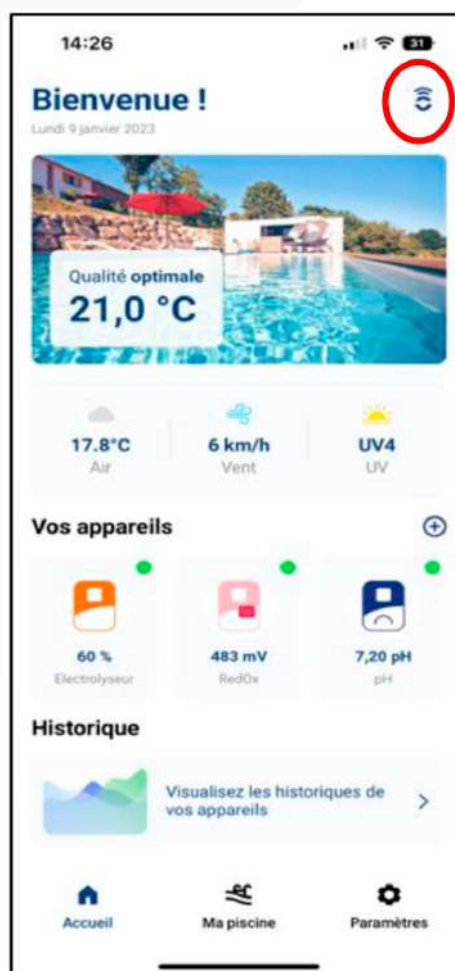 14:26
31
Bienvenue !
Lundi 9 janvier 2023
Qualité optimale
21,0 °C
17.8°C
6 km/h
UV4
Air
Vent
UV
Vos appareils
60 %
483 mV
7,20 pH
Electrolyseur
RedOx
pH
Historique
Visualisez les historiques de
vos appareils
Accueil
Ma piscine
Paramètres